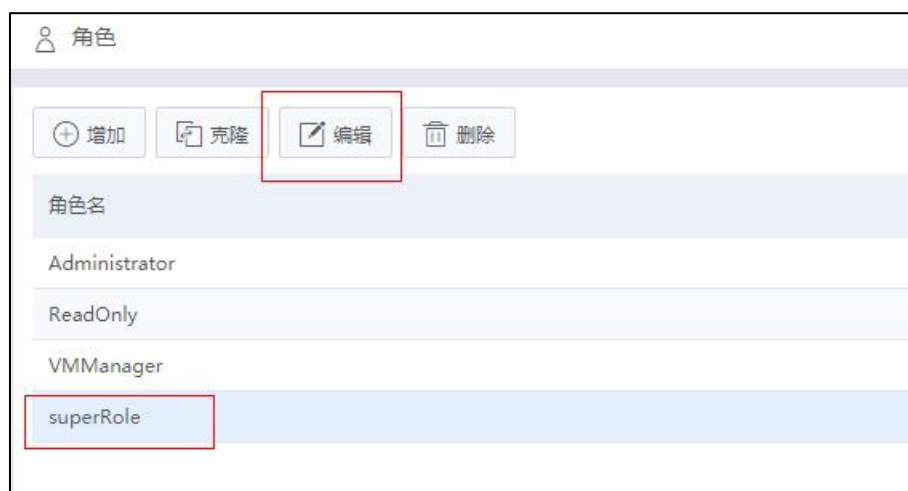 角色
增加 克隆 编辑 删除
角色名
Administrator
ReadOnly
VMManager
superRole